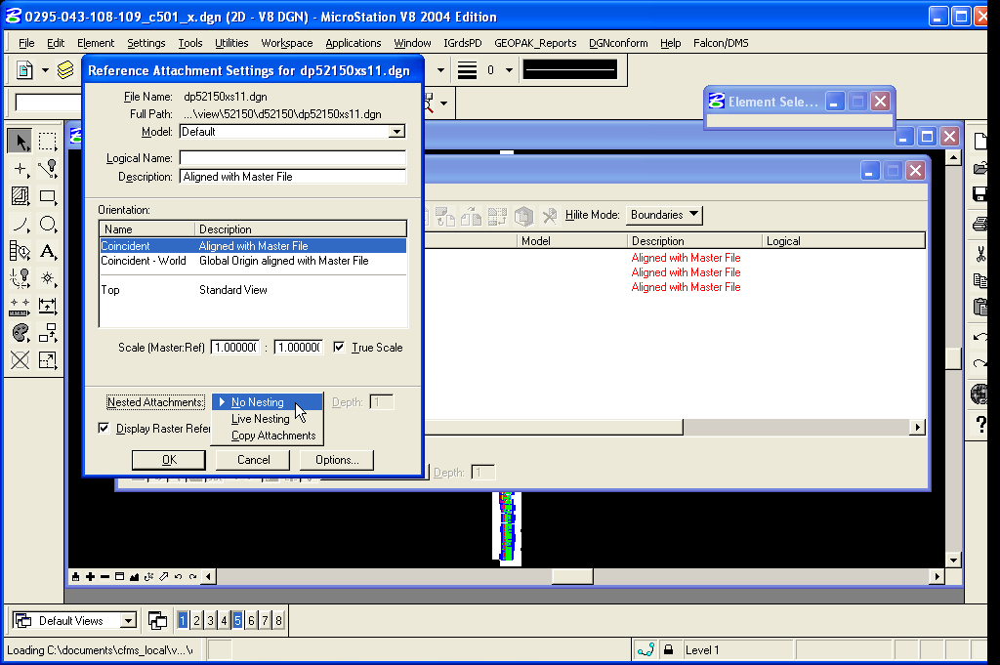 0295-043-108-109_c501_x.dgn (2D - V8 DGN) - MicroStation V8 2004 Edition
File Edit Element Settings Tools Utilities Workspace Applications Window IGrdsPD GEOPAK_Reports DGNconform Help Falcon/DMS
Reference Attachment Settings for dp52150xs11.dgn
0
File Name: dp52150xs11.dgn
Full Path: ...\view\52150\d52150\dp52150xs11.dgn
Model: Default
Logical Name:
Description: Aligned with Master File
Element Sele...
Orientation:
Name Description
Coincident Aligned with Master File
Coincident - World Global Origin aligned with Master File
Top Standard View
Hilite Mode: Boundaries
Model Description Logical
Aligned with Master File
Aligned with Master File
Aligned with Master File
Scale (Master:Ref) 1.000000 : 1.000000 True Scale
Nested Attachments: No Nesting Depth: 1
Live Nesting
Copy Attachments
Display Raster Refer
OK Cancel Options...
Depth: 1
Default Views 1 2 3 4 5 6 7 8
Loading C:\documents\cfms_local\v...\
Level 1